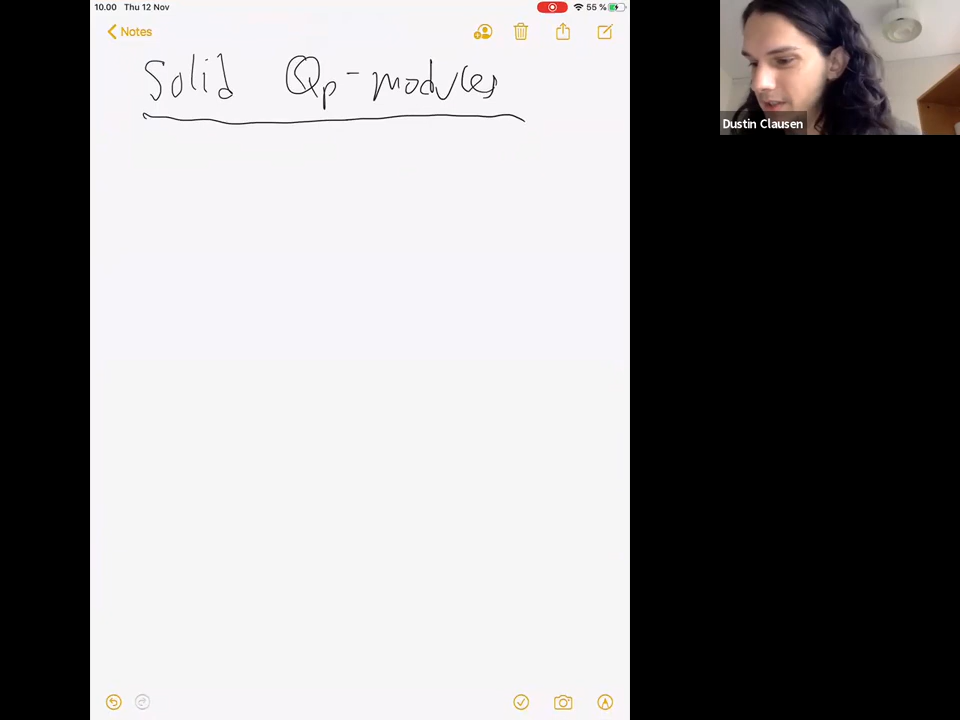 10.00 Thu 12 Nov 55 %
Notes
Solid Qp-modules
Dustin Clausen